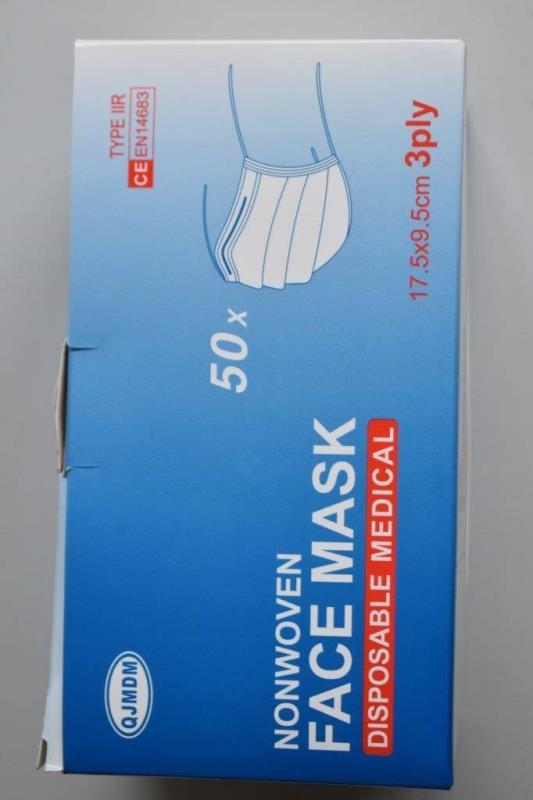 QJMDM
TYPE IIR
CE EN14683
50x
NONWOVEN
FACE MASK
DISPOSABLE MEDICAL
17.5x9.5cm 3ply